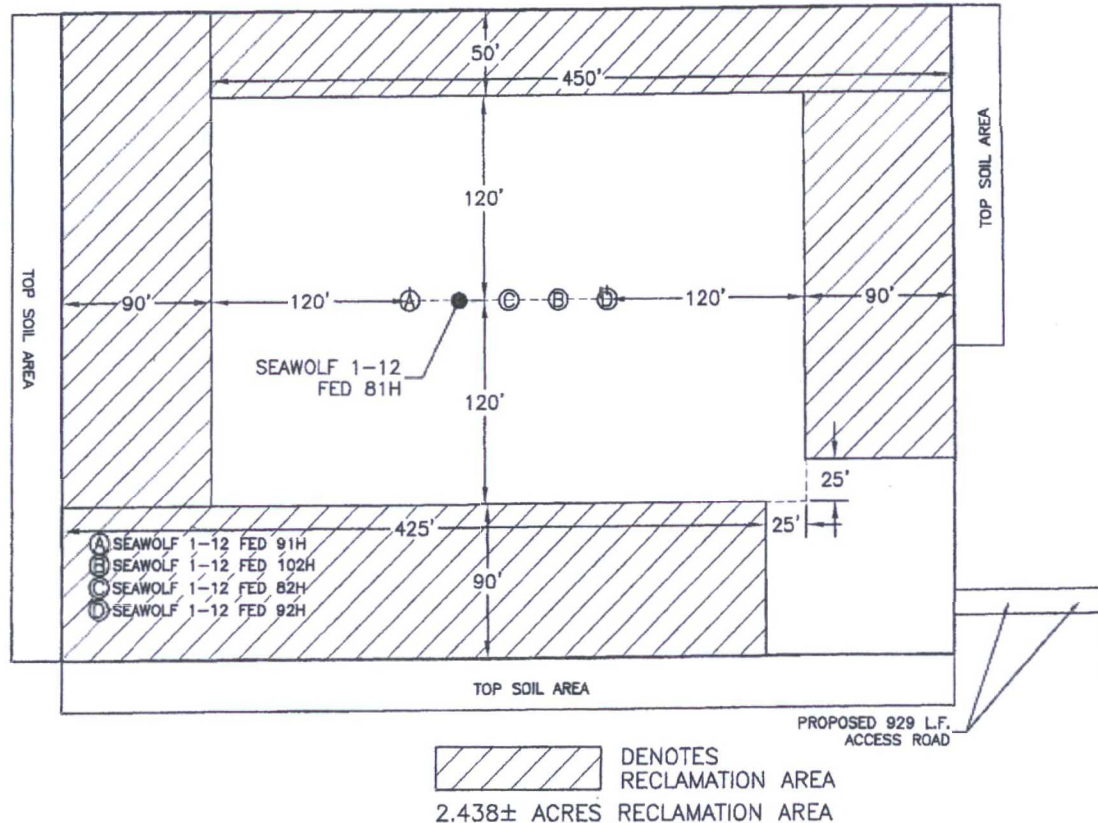 50'
450'
TOP SOIL AREA
120'
TOP SOIL AREA
90'
120'
A
C
B
D
120'
90'
SEAWOLF 1-12
FED 81H
120'
25'
425'
25'
A SEAWOLF 1-12 FED 91H
B SEAWOLF 1-12 FED 102H
C SEAWOLF 1-12 FED 82H
D SEAWOLF 1-12 FED 92H
90'
TOP SOIL AREA
PROPOSED 929 L.F.
ACCESS ROAD
DENOTES
RECLAMATION AREA
2.438± ACRES RECLAMATION AREA